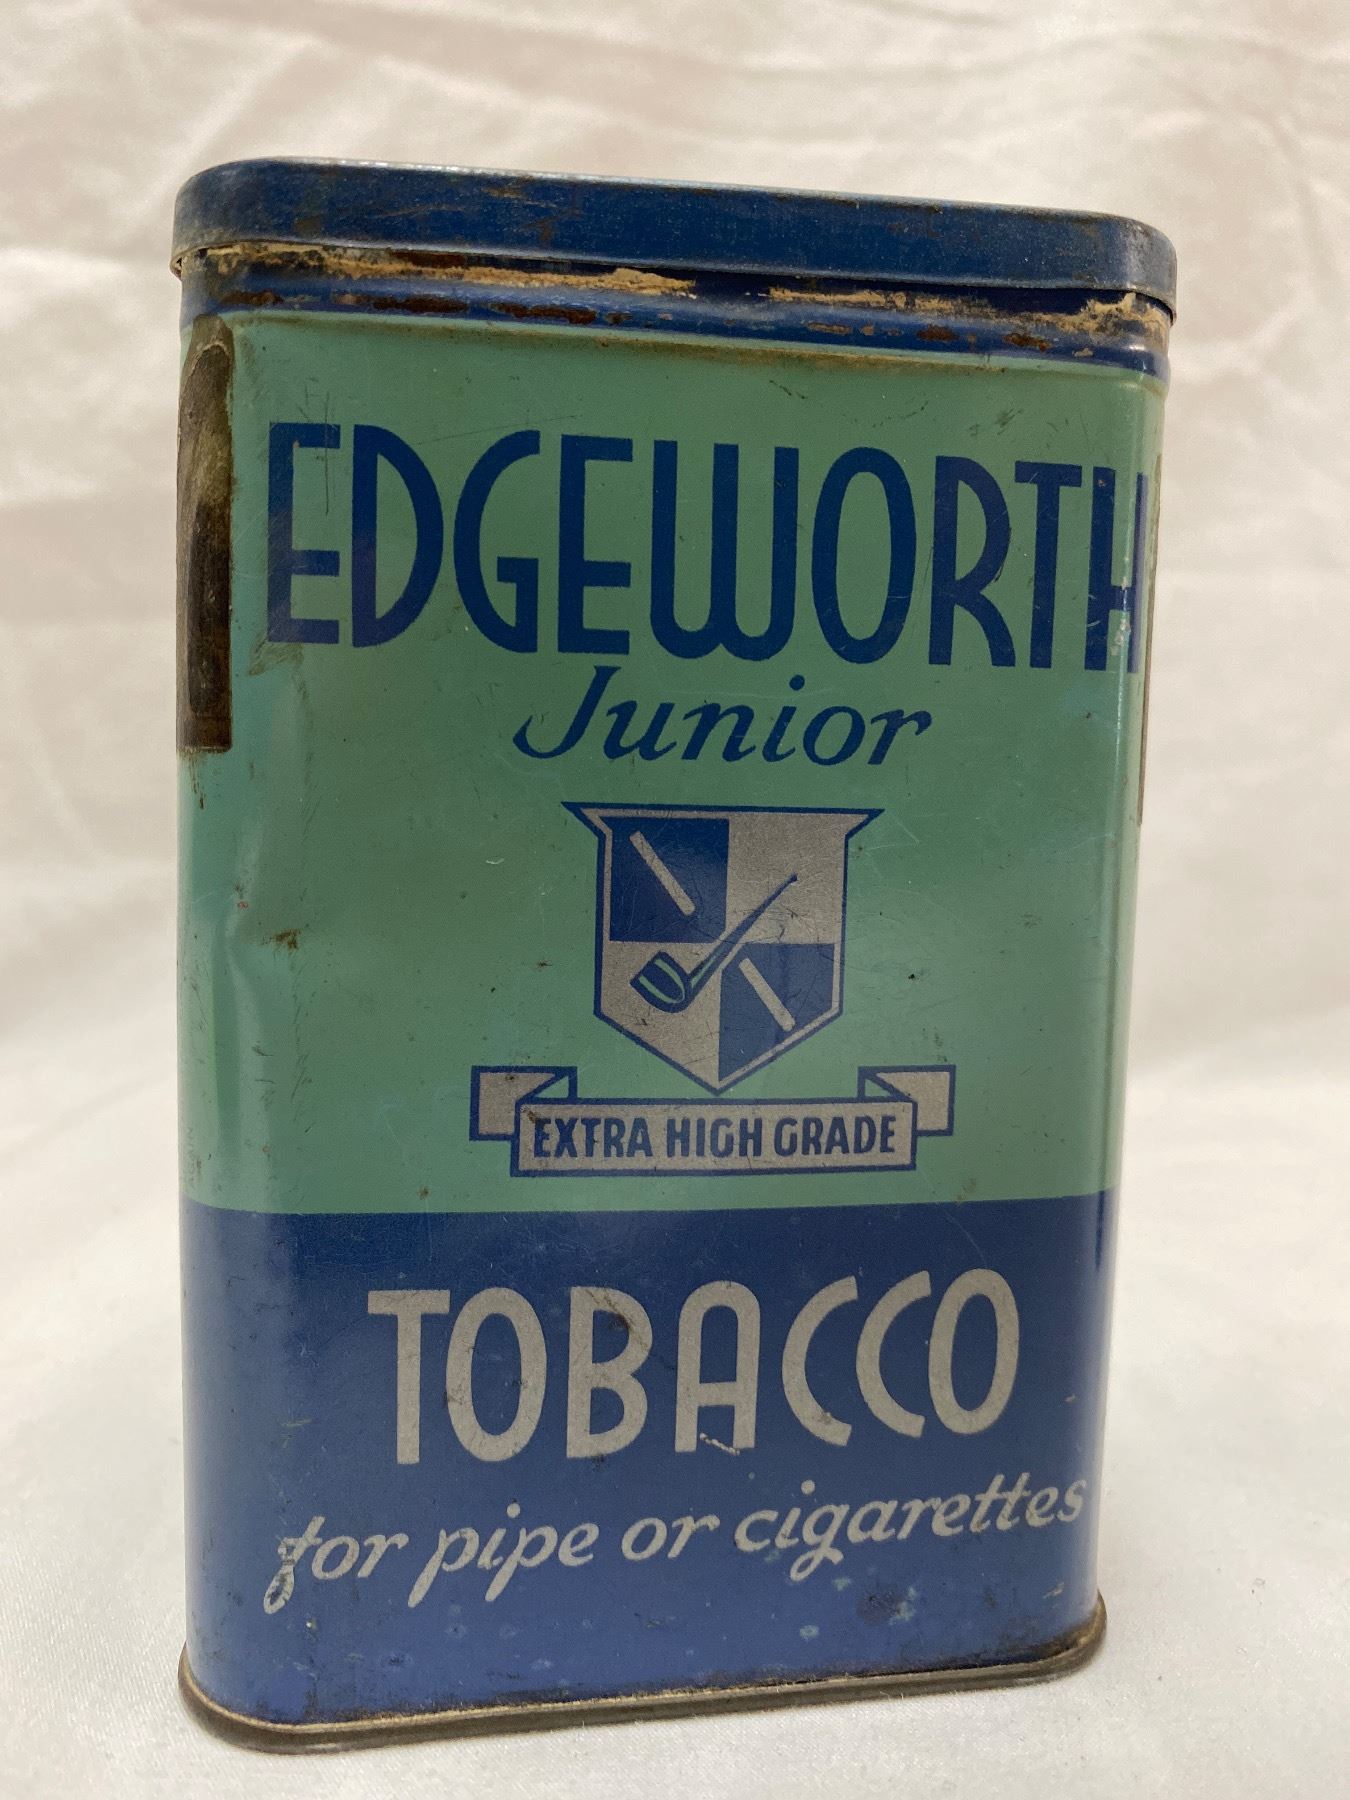 EDGEWORTH
Junior
EXTRA HIGH GRADE
TOBACCO
for pipe or cigarettes